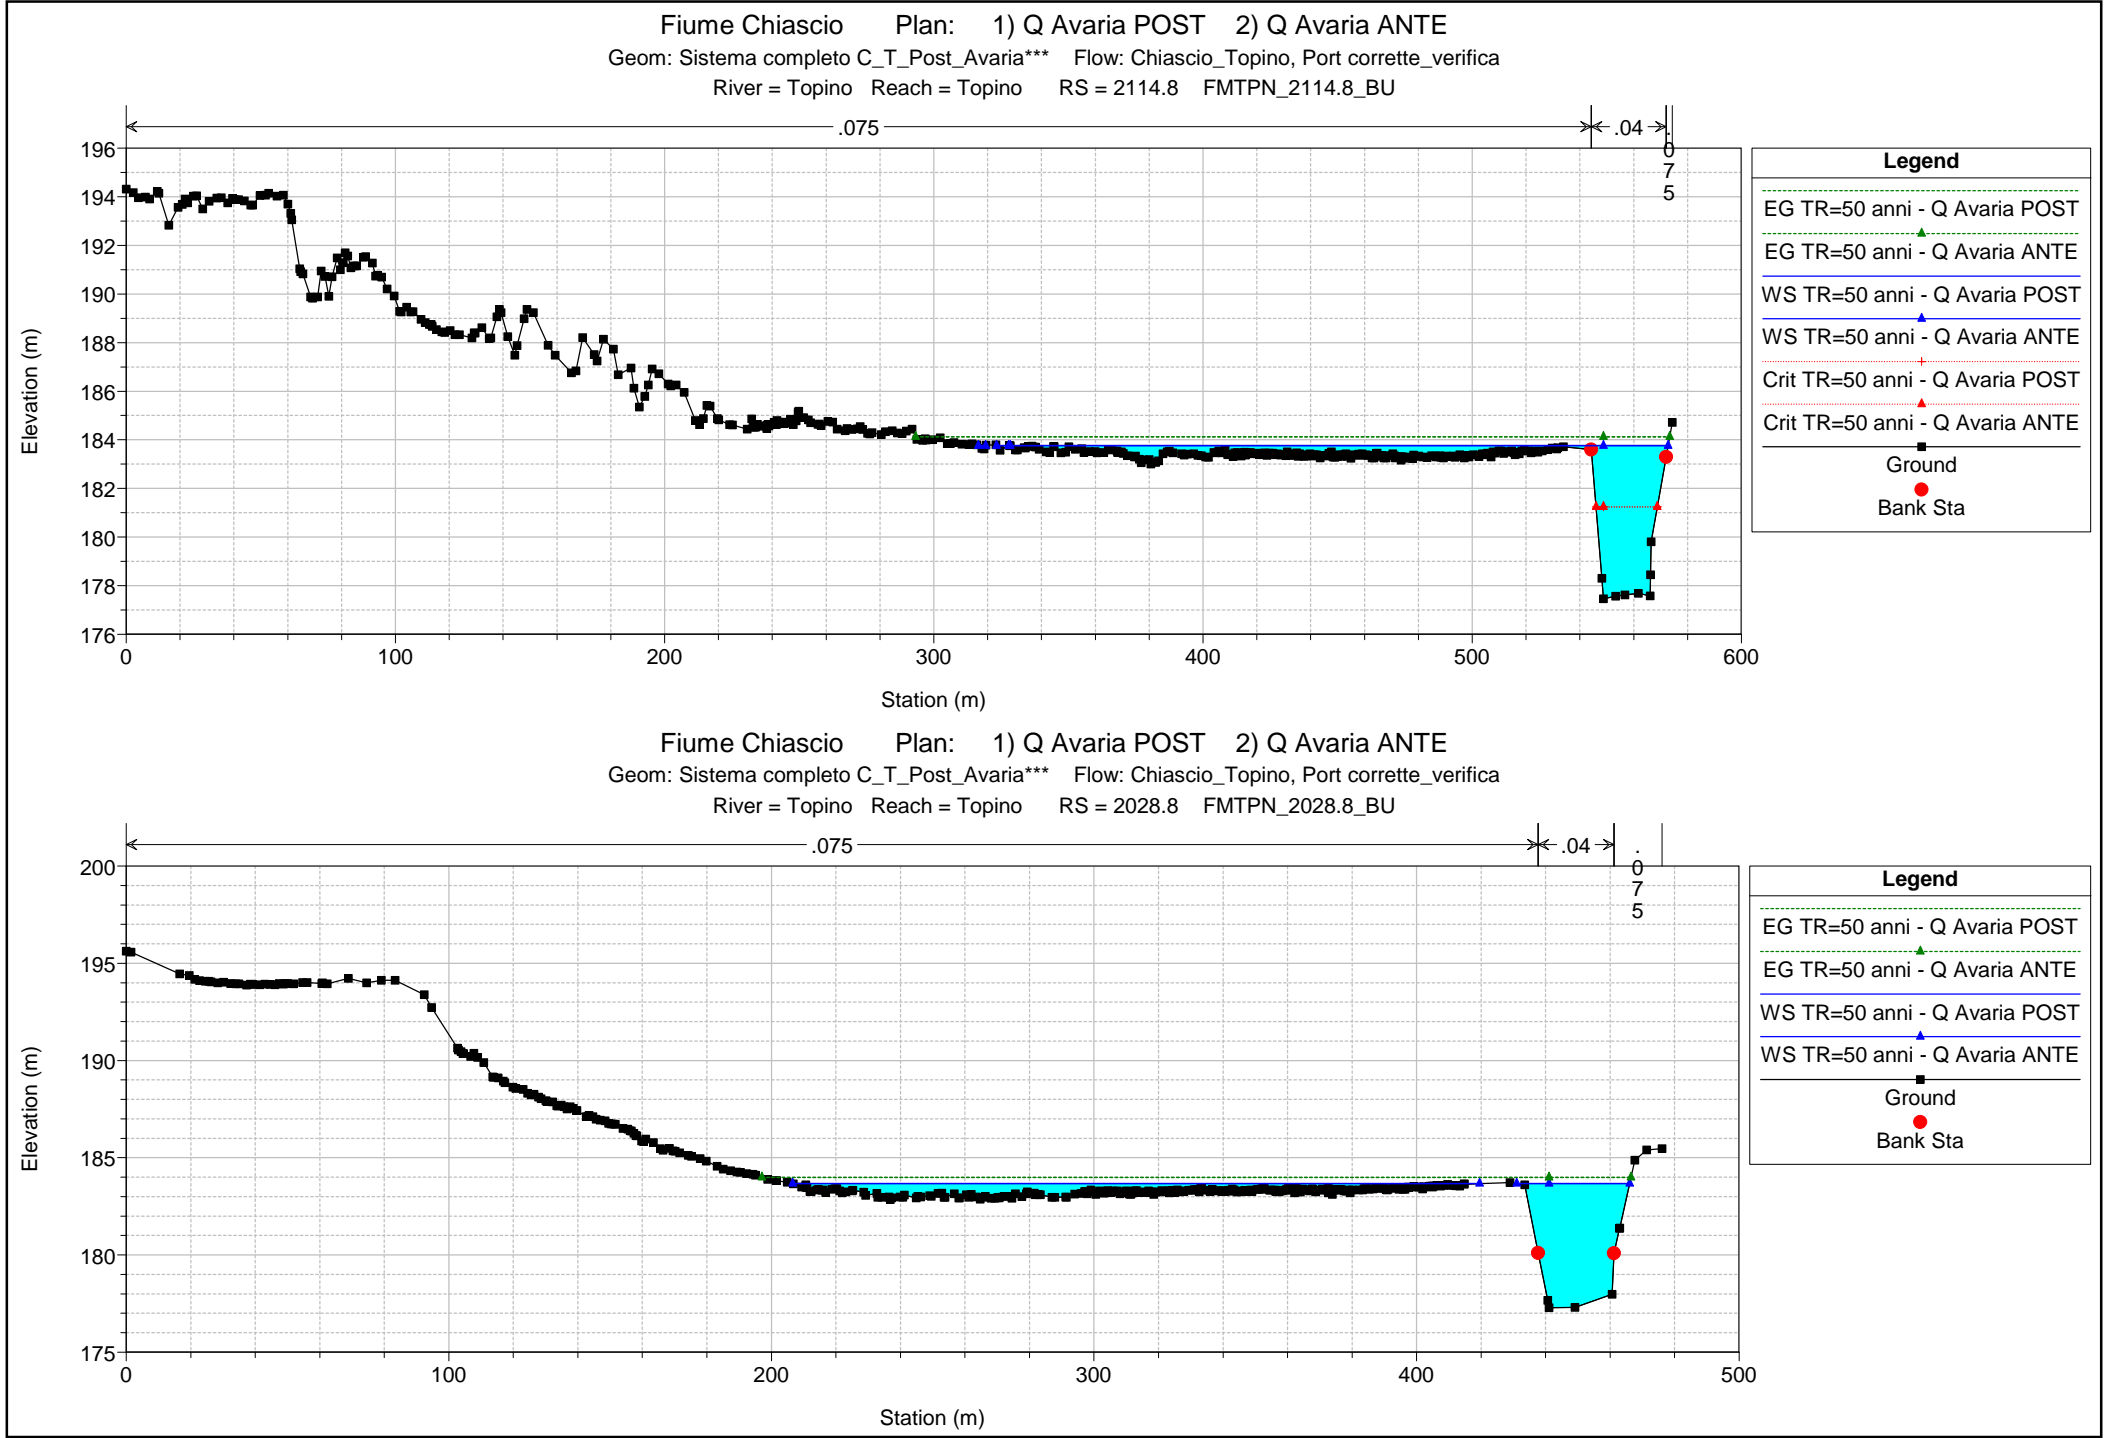 Fiume Chiascio Plan: 1) Q Avaria POST 2) Q Avaria ANTE
Geom: Sistema completo C_T_Post_Avaria*** Flow: Chiascio_Topino, Port corrette_verifica
River = Topino Reach = Topino RS = 2114.8 FMTPN_2114.8_BU
.075
.04
.075
196
194
192
190
188
186
184
182
180
178
176
Elevation (m)
0 100 200 300 400 500 600
Station (m)
Legend
EG TR=50 anni - Q Avaria POST
EG TR=50 anni - Q Avaria ANTE
WS TR=50 anni - Q Avaria POST
WS TR=50 anni - Q Avaria ANTE
Crit TR=50 anni - Q Avaria POST
Crit TR=50 anni - Q Avaria ANTE
Ground
Bank Sta
Fiume Chiascio Plan: 1) Q Avaria POST 2) Q Avaria ANTE
Geom: Sistema completo C_T_Post_Avaria*** Flow: Chiascio_Topino, Port corrette_verifica
River = Topino Reach = Topino RS = 2028.8 FMTPN_2028.8_BU
.075
.04
.075
200
195
190
185
180
175
Elevation (m)
0 100 200 300 400 500
Station (m)
Legend
EG TR=50 anni - Q Avaria POST
EG TR=50 anni - Q Avaria ANTE
WS TR=50 anni - Q Avaria POST
WS TR=50 anni - Q Avaria ANTE
Ground
Bank Sta